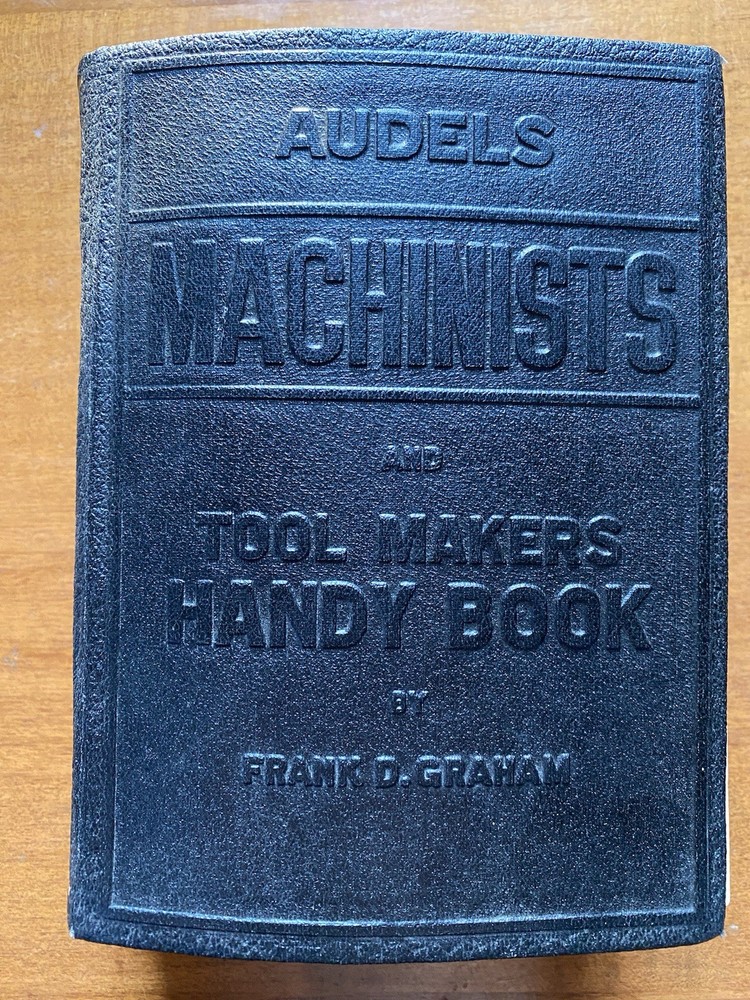 AUDELS
MACHINISTS
AND
TOOL MAKERS
HANDY BOOK
BY
FRANK D. GRAHAM